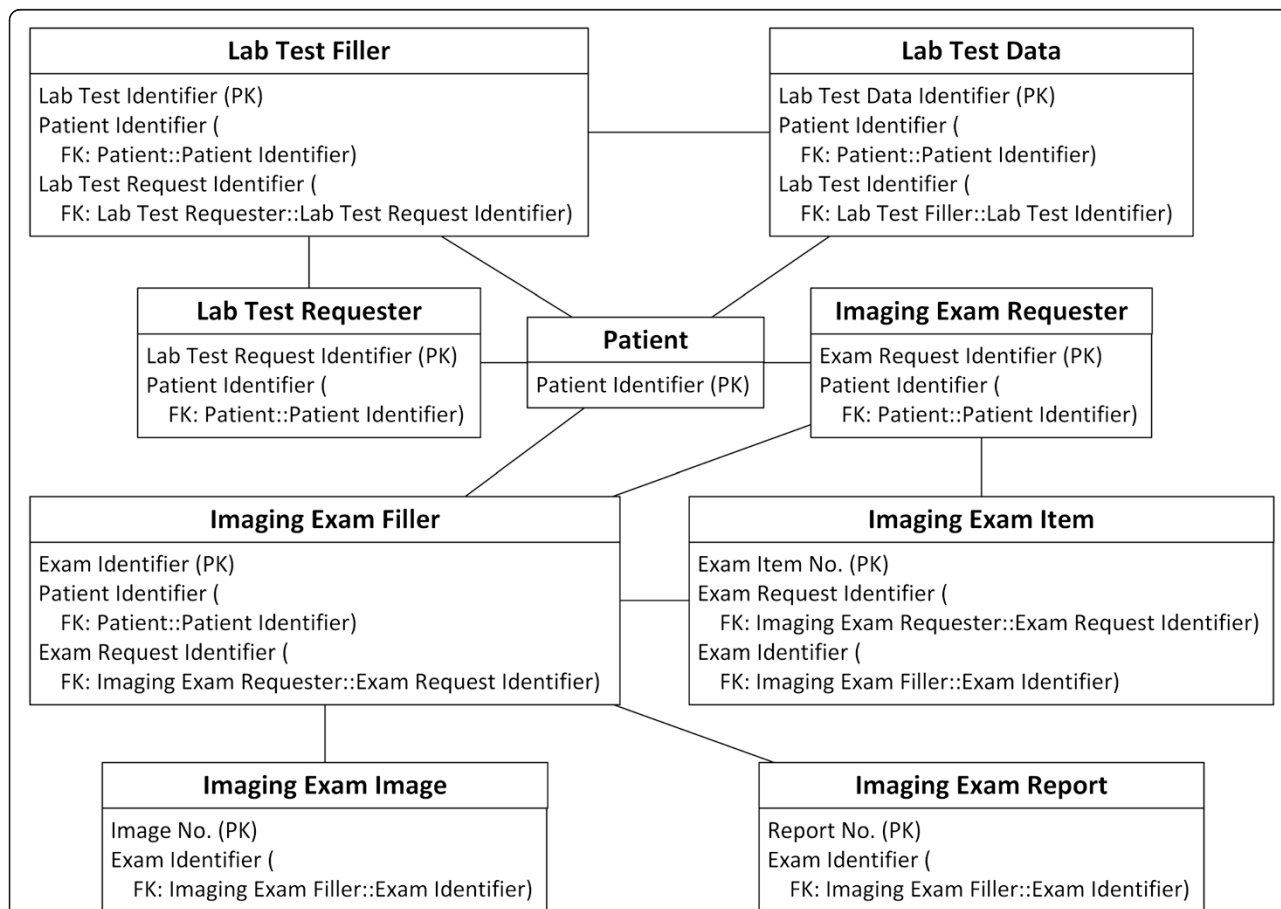 Lab Test Filler
Lab Test Identifier (PK)
Patient Identifier (
FK: Patient::Patient Identifier)
Lab Test Request Identifier (
FK: Lab Test Requester::Lab Test Request Identifier)
Lab Test Data
Lab Test Data Identifier (PK)
Patient Identifier (
FK: Patient::Patient Identifier)
Lab Test Identifier (
FK: Lab Test Filler::Lab Test Identifier)
Lab Test Requester
Lab Test Request Identifier (PK)
Patient Identifier (
FK: Patient::Patient Identifier)
Patient
Patient Identifier (PK)
Imaging Exam Requester
Exam Request Identifier (PK)
Patient Identifier (
FK: Patient::Patient Identifier)
Imaging Exam Filler
Exam Identifier (PK)
Patient Identifier (
FK: Patient::Patient Identifier)
Exam Request Identifier (
FK: Imaging Exam Requester::Exam Request Identifier)
Imaging Exam Item
Exam Item No. (PK)
Exam Request Identifier (
FK: Imaging Exam Requester::Exam Request Identifier)
Exam Identifier (
FK: Imaging Exam Filler::Exam Identifier)
Imaging Exam Image
Image No. (PK)
Exam Identifier (
FK: Imaging Exam Filler::Exam Identifier)
Imaging Exam Report
Report No. (PK)
Exam Identifier (
FK: Imaging Exam Filler::Exam Identifier)